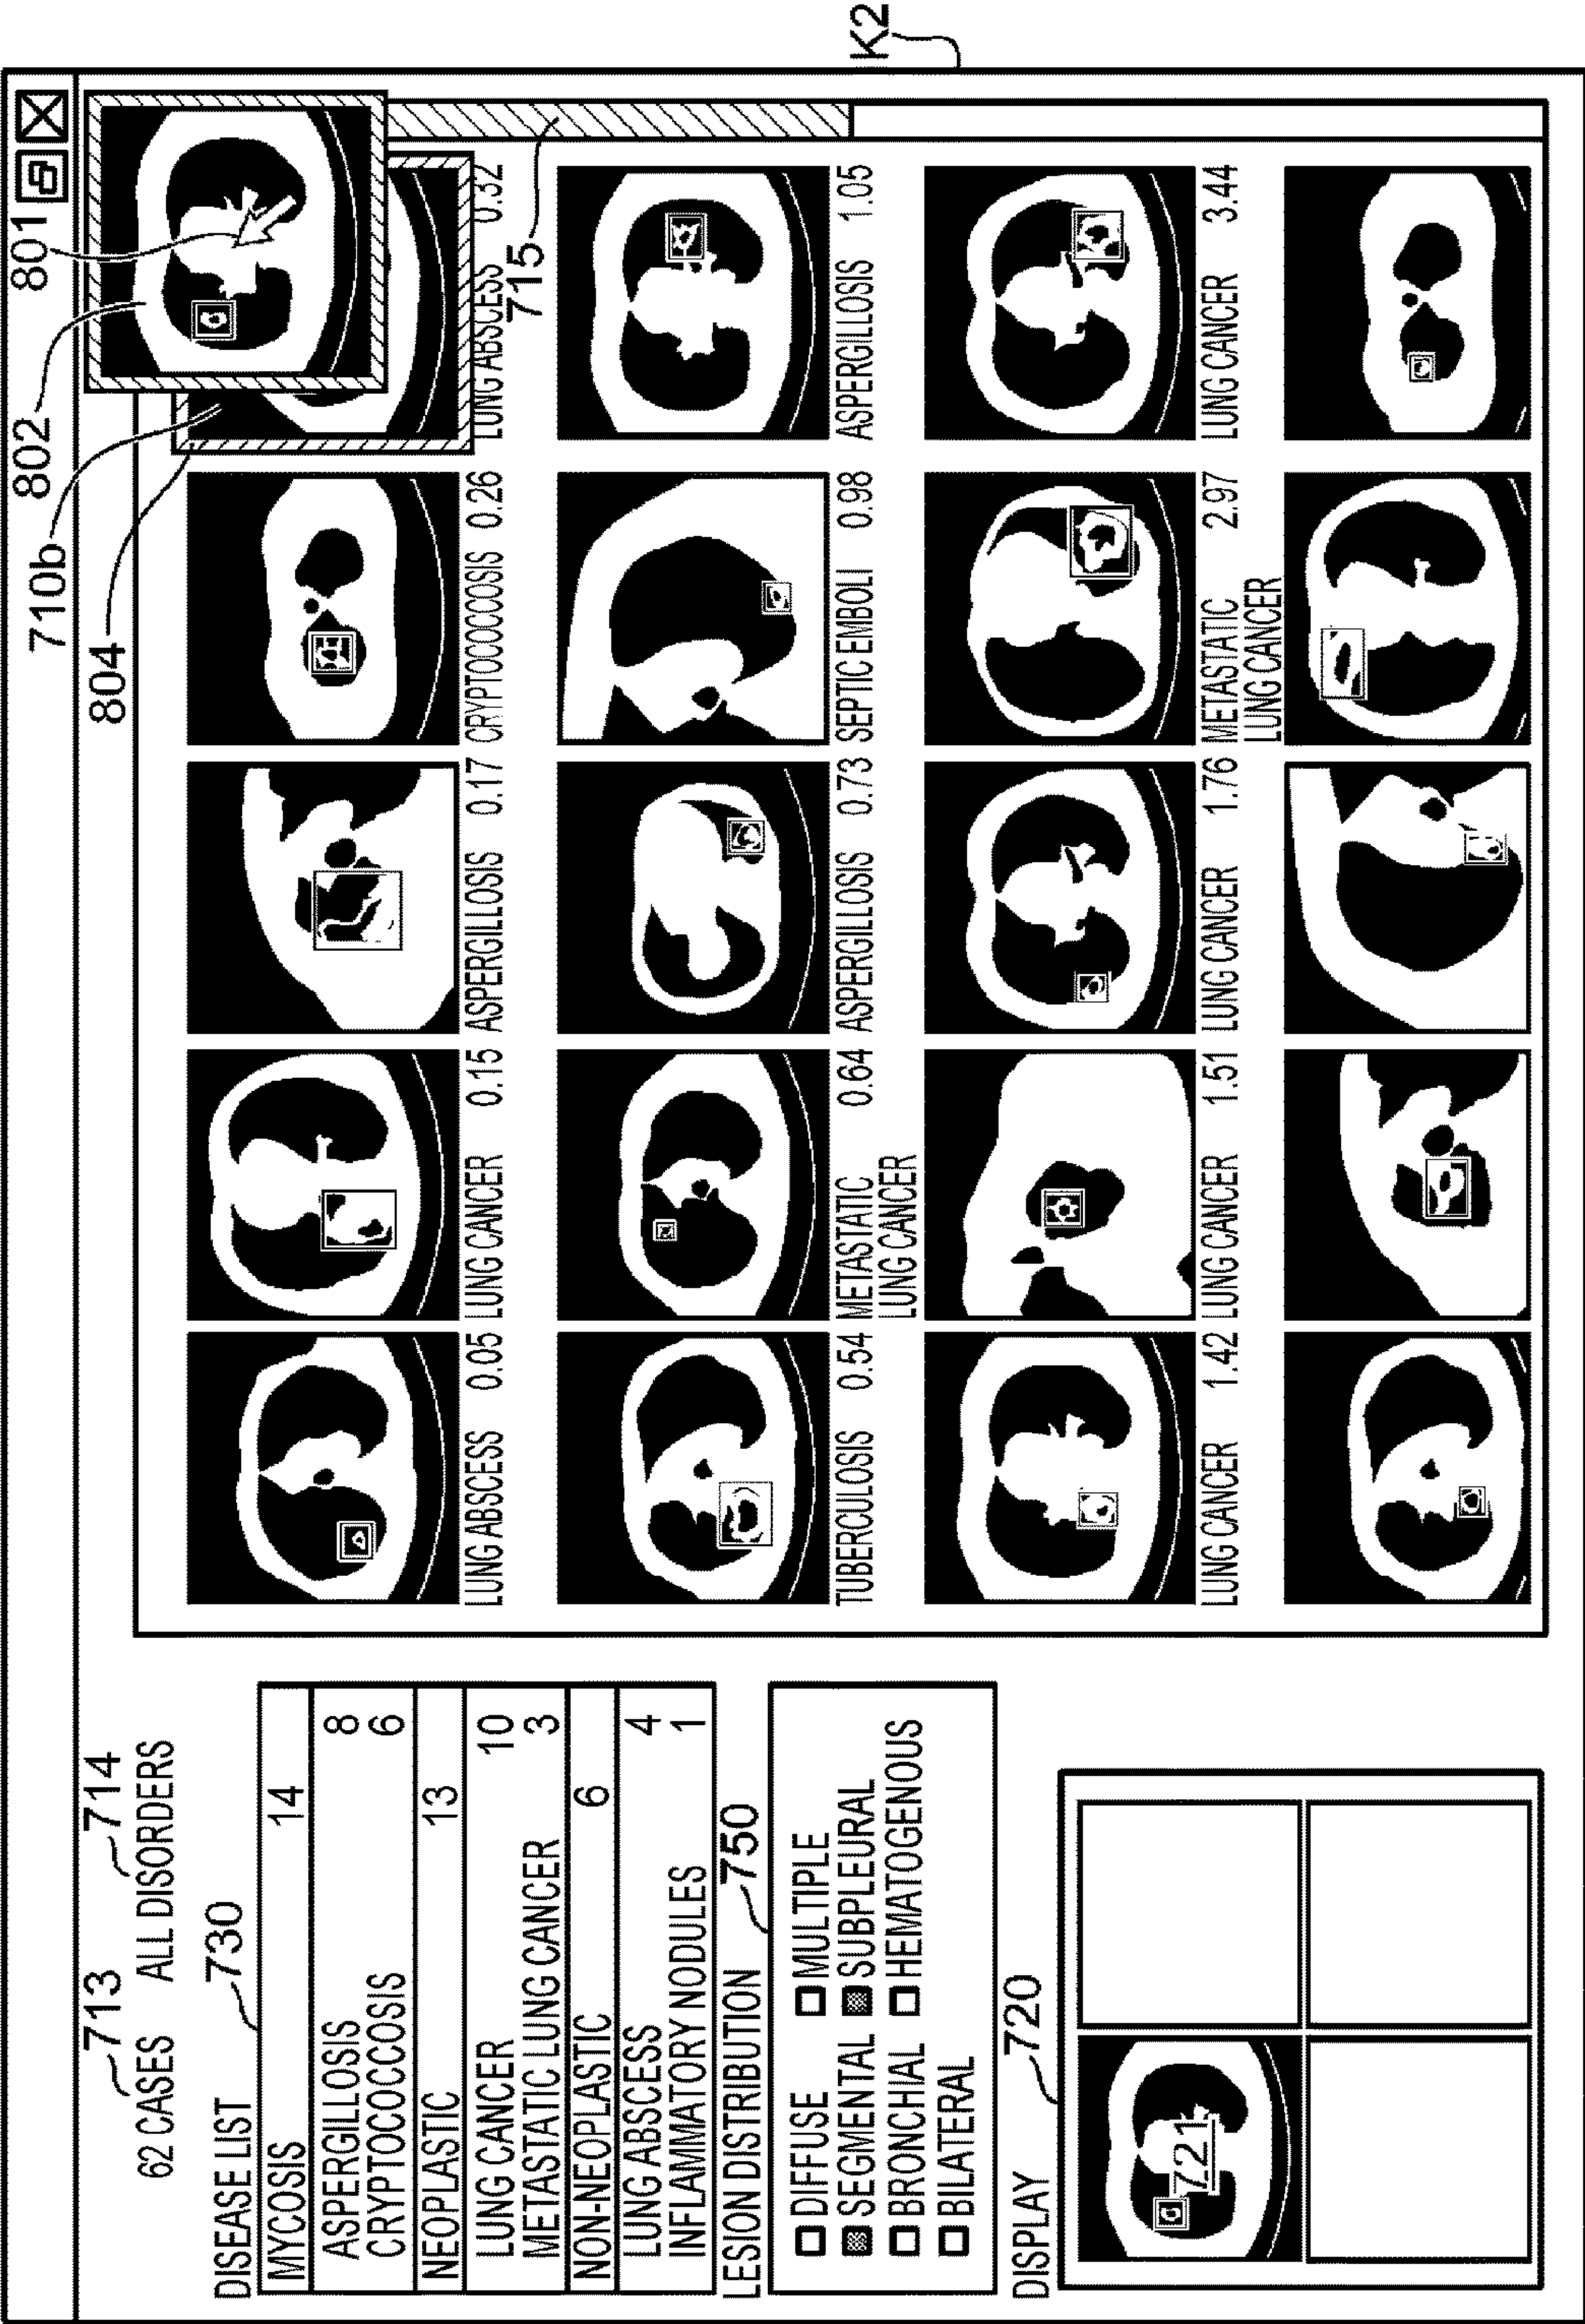 802
801
710b
804
K2
713
714
62 CASES ALL DISORDERS
DISEASE LIST
730
MYCOSIS 14
ASPERGILLOSIS 8
CRYPTOCOCCOSIS 6
NEOPLASTIC 13
LUNG CANCER 10
METASTATIC LUNG CANCER 3
NON-NEOPLASTIC 6
LUNG ABSCESS 4
INFLAMMATORY NODULES 1
LESION DISTRIBUTION
750
DIFFUSE MULTIPLE
SEGMENTAL SUBPLEURAL
BRONCHIAL HEMATOGENOUS
BILATERAL
DISPLAY
720
721
LUNG ABSCESS 0.05
LUNG CANCER 0.15
ASPERGILLOSIS 0.17
CRYPTOCOCCOSIS 0.26
LUNG ABSCESS 0.32
715
TUBERCULOSIS 0.54
METASTATIC 0.64
LUNG CANCER
ASPERGILLOSIS 0.73
SEPTIC EMBOLI 0.98
ASPERGILLOSIS 1.05
LUNG CANCER 1.42
LUNG CANCER 1.51
LUNG CANCER 1.76
METASTATIC 2.97
LUNG CANCER
LUNG CANCER 3.44